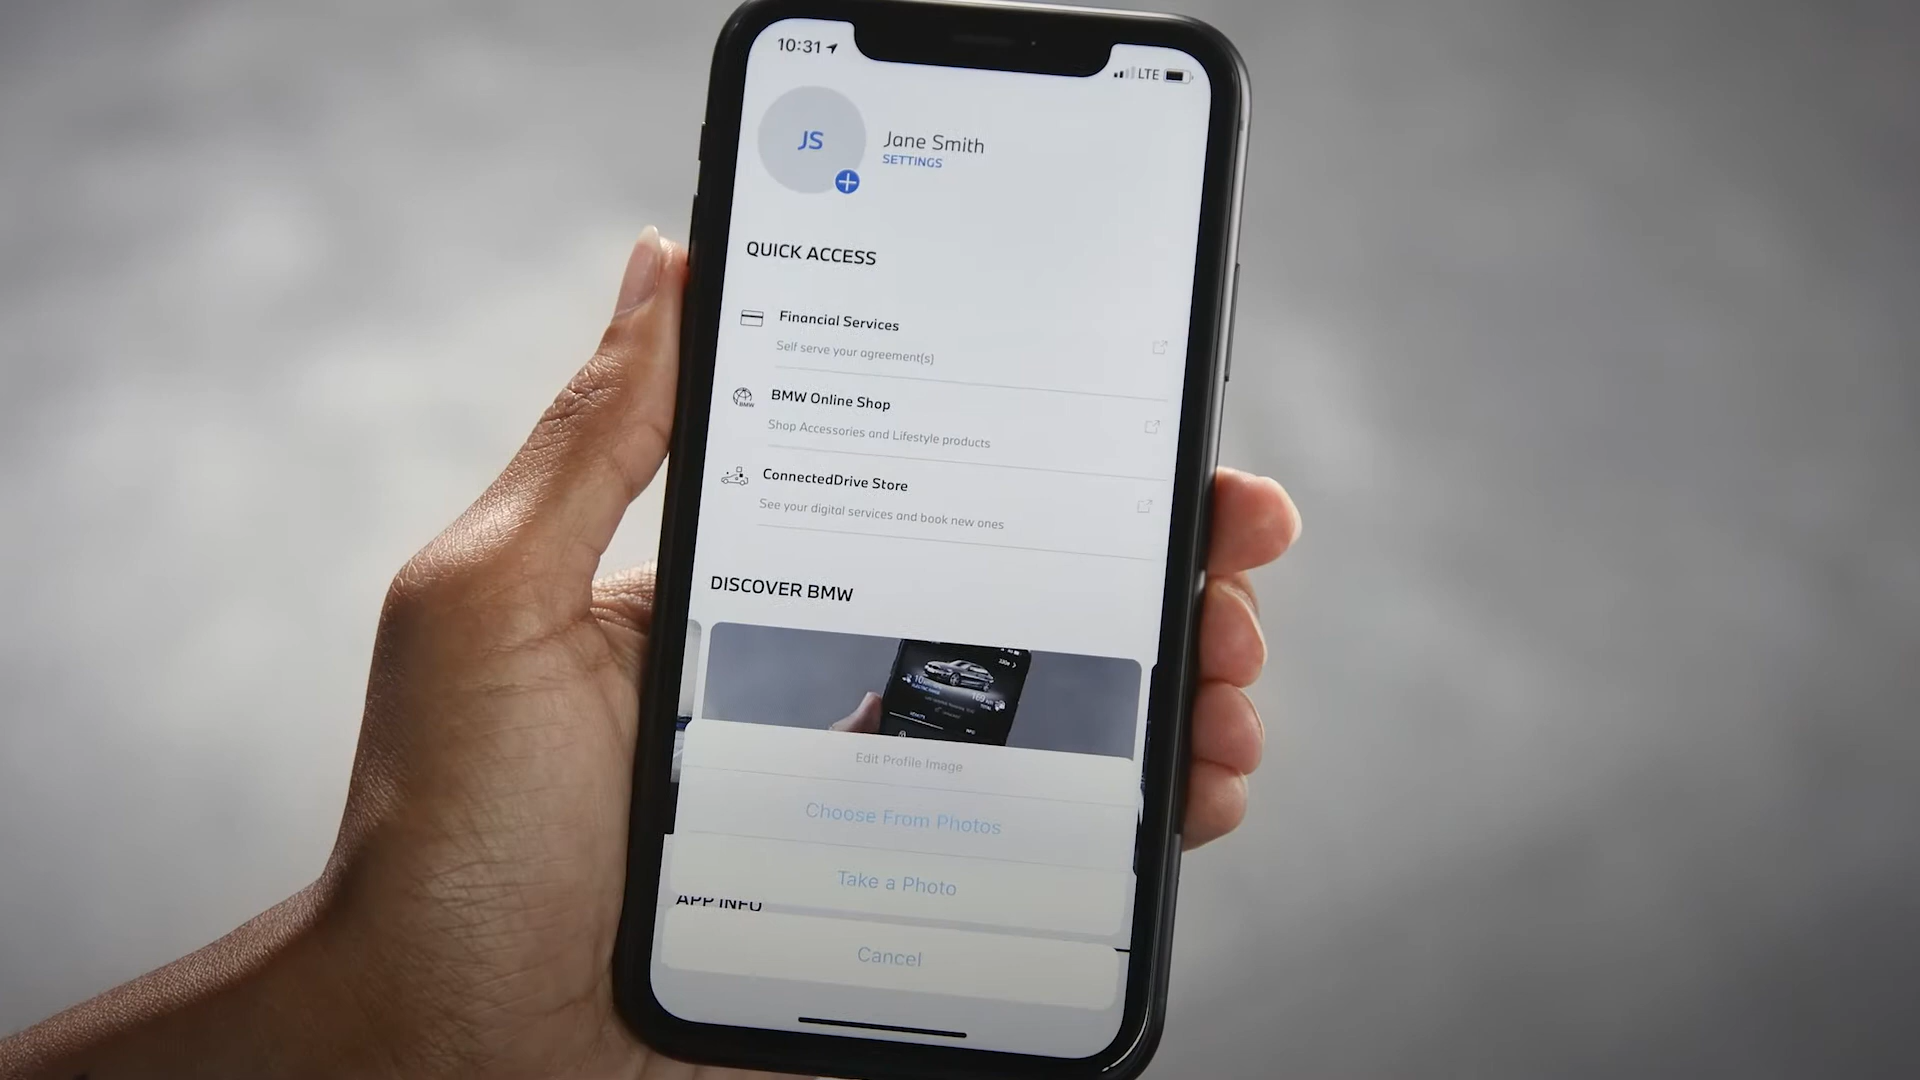 10:31
LTE
JS
Jane Smith
SETTINGS
QUICK ACCESS
Financial Services
Self serve your agreement(s)
BMW
BMW Online Shop
Shop Accessories and Lifestyle products
ConnectedDrive Store
See your digital services and book new ones
DISCOVER BMW
Edit Profile Image
Choose From Photos
Take a Photo
APP INFO
Cancel